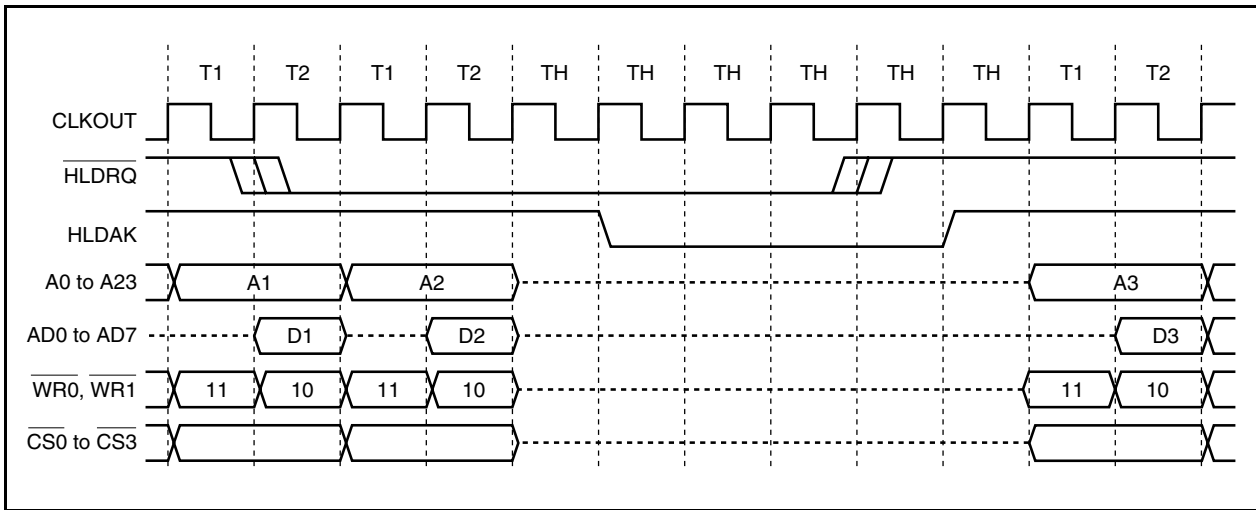 T1 T2 T1 T2 TH TH TH TH TH TH T1 T2
CLKOUT
HLDRQ
HLDAK
A0 to A23 A1 A2 A3
AD0 to AD7 D1 D2 D3
WR0, WR1 11 10 11 10 11 10
CS0 to CS3